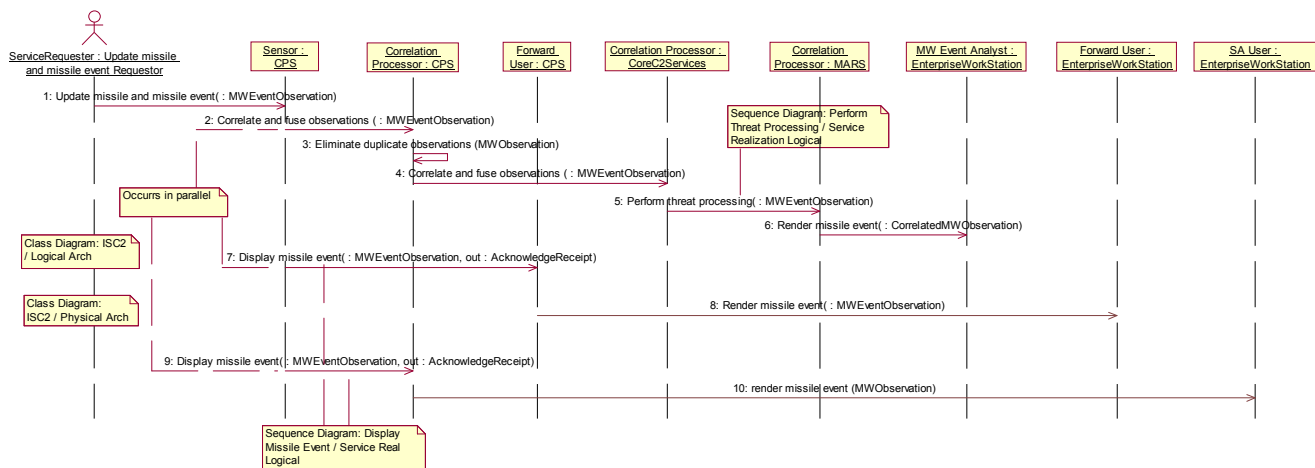 ServiceRequester : Update missile
and missile event Requestor
Sensor :
CPS
Correlation
Processor : CPS
Forward
User : CPS
Correlation Processor :
CoreC2Services
Correlation
Processor : MARS
MW Event Analyst :
EnterpriseWorkStation
Forward User :
EnterpriseWorkStation
SA User :
EnterpriseWorkStation
1: Update missile and missile event( : MWEventObservation)
2: Correlate and fuse observations ( : MWEventObservation)
Sequence Diagram: Perform
Threat Processing / Service
Realization Logical
3: Eliminate duplicate observations (MWObservation)
4: Correlate and fuse observations ( : MWEventObservation)
Occurrs in parallel
5: Perform threat processing( : MWEventObservation)
6: Render missile event( : CorrelatedMWObservation)
Class Diagram: ISC2
/ Logical Arch
7: Display missile event( : MWEventObservation, out : AcknowledgeReceipt)
Class Diagram:
ISC2 / Physical Arch
8: Render missile event( : MWEventObservation)
9: Display missile event( : MWEventObservation, out : AcknowledgeReceipt)
10: render missile event (MWObservation)
Sequence Diagram: Display
Missile Event / Service Real
Logical